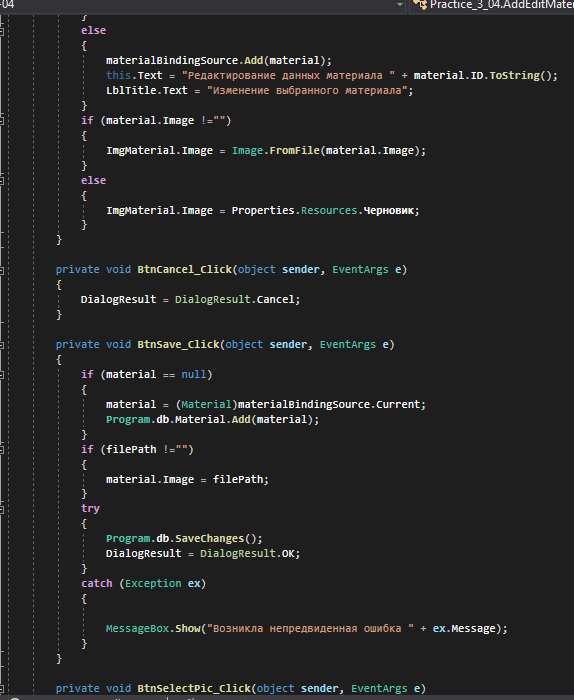 -04
Practice_3_04.AddEditMater
}
else
{
materialBindingSource.Add(material);
this.Text = "Редактирование данных материала " + material.ID.ToString();
LblTitle.Text = "Изменение выбранного материала";
}
if (material.Image !="")
{
ImgMaterial.Image = Image.FromFile(material.Image);
}
else
{
ImgMaterial.Image = Properties.Resources.Черновик;
}
}
private void BtnCancel_Click(object sender, EventArgs e)
{
DialogResult = DialogResult.Cancel;
}
private void BtnSave_Click(object sender, EventArgs e)
{
if (material == null)
{
material = (Material)materialBindingSource.Current;
Program.db.Material.Add(material);
}
if (filePath !="")
{
material.Image = filePath;
}
try
{
Program.db.SaveChanges();
DialogResult = DialogResult.OK;
}
catch (Exception ex)
{
MessageBox.Show("Возникла непредвиденная ошибка " + ex.Message);
}
}
private void BtnSelectPic_Click(object sender, EventArgs e)